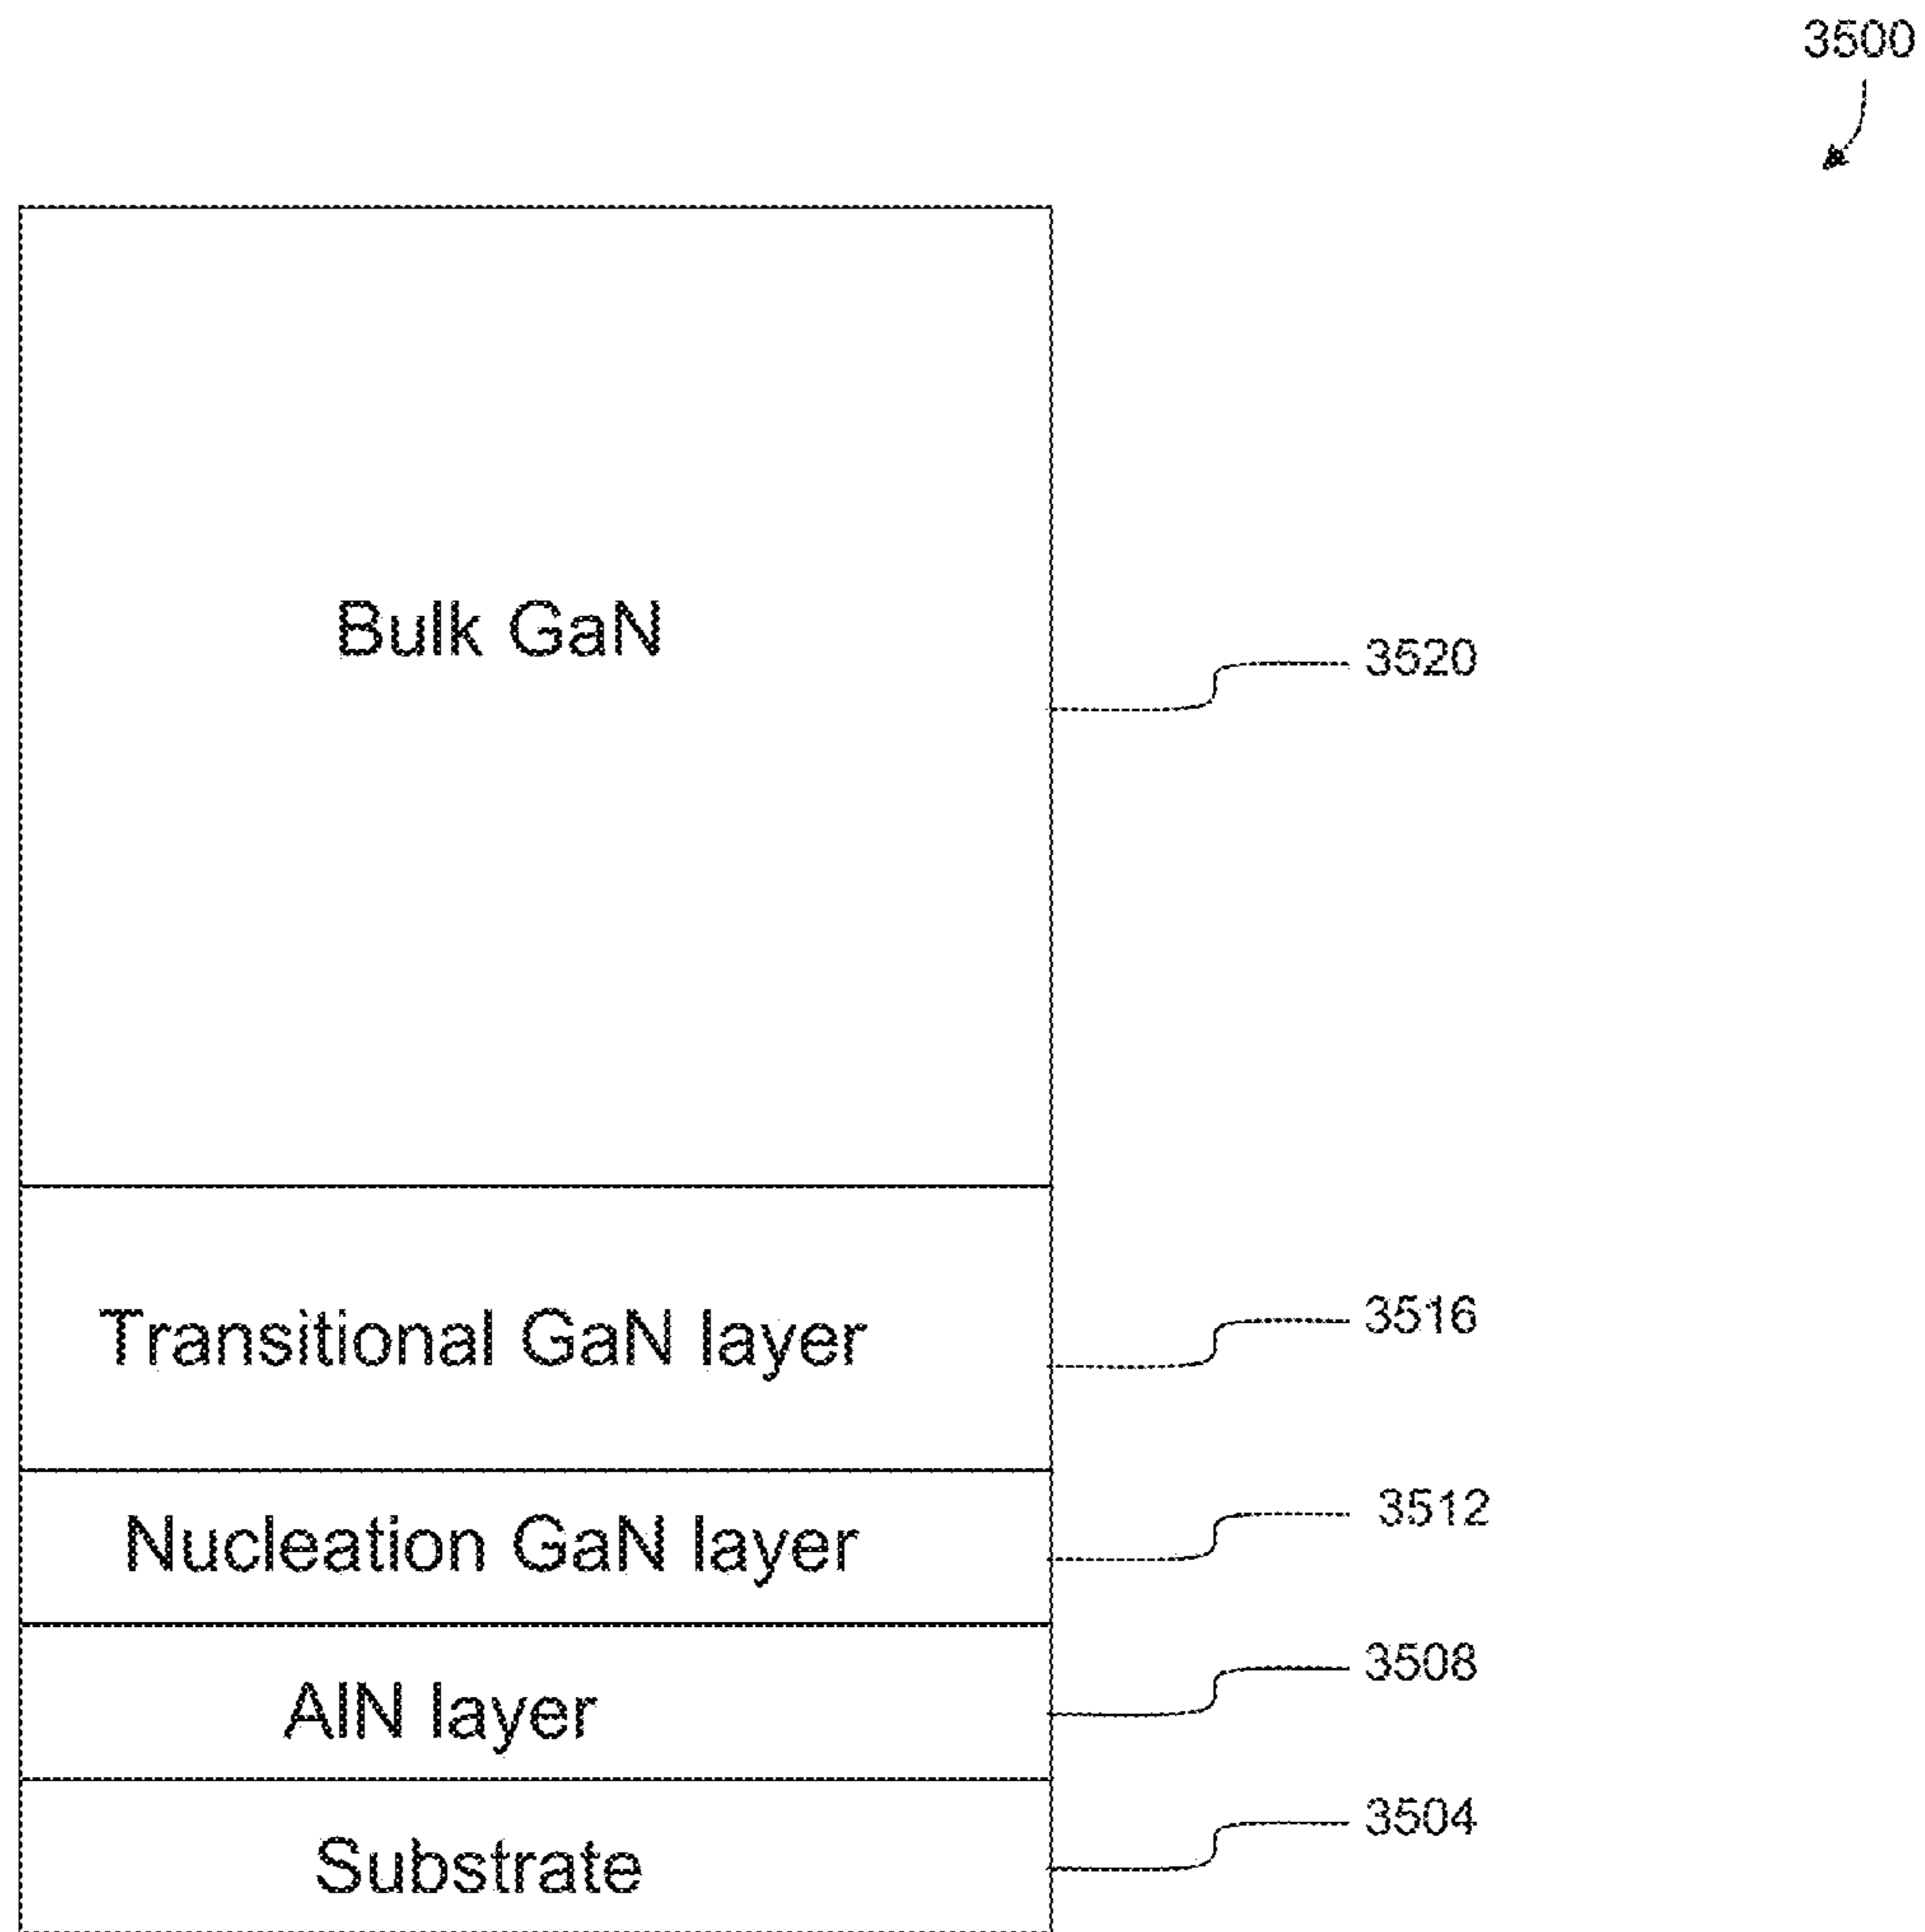 3500
Bulk GaN
3520
Transitional GaN layer
3516
Nucleation GaN layer
3512
AlN layer
3508
Substrate
3504